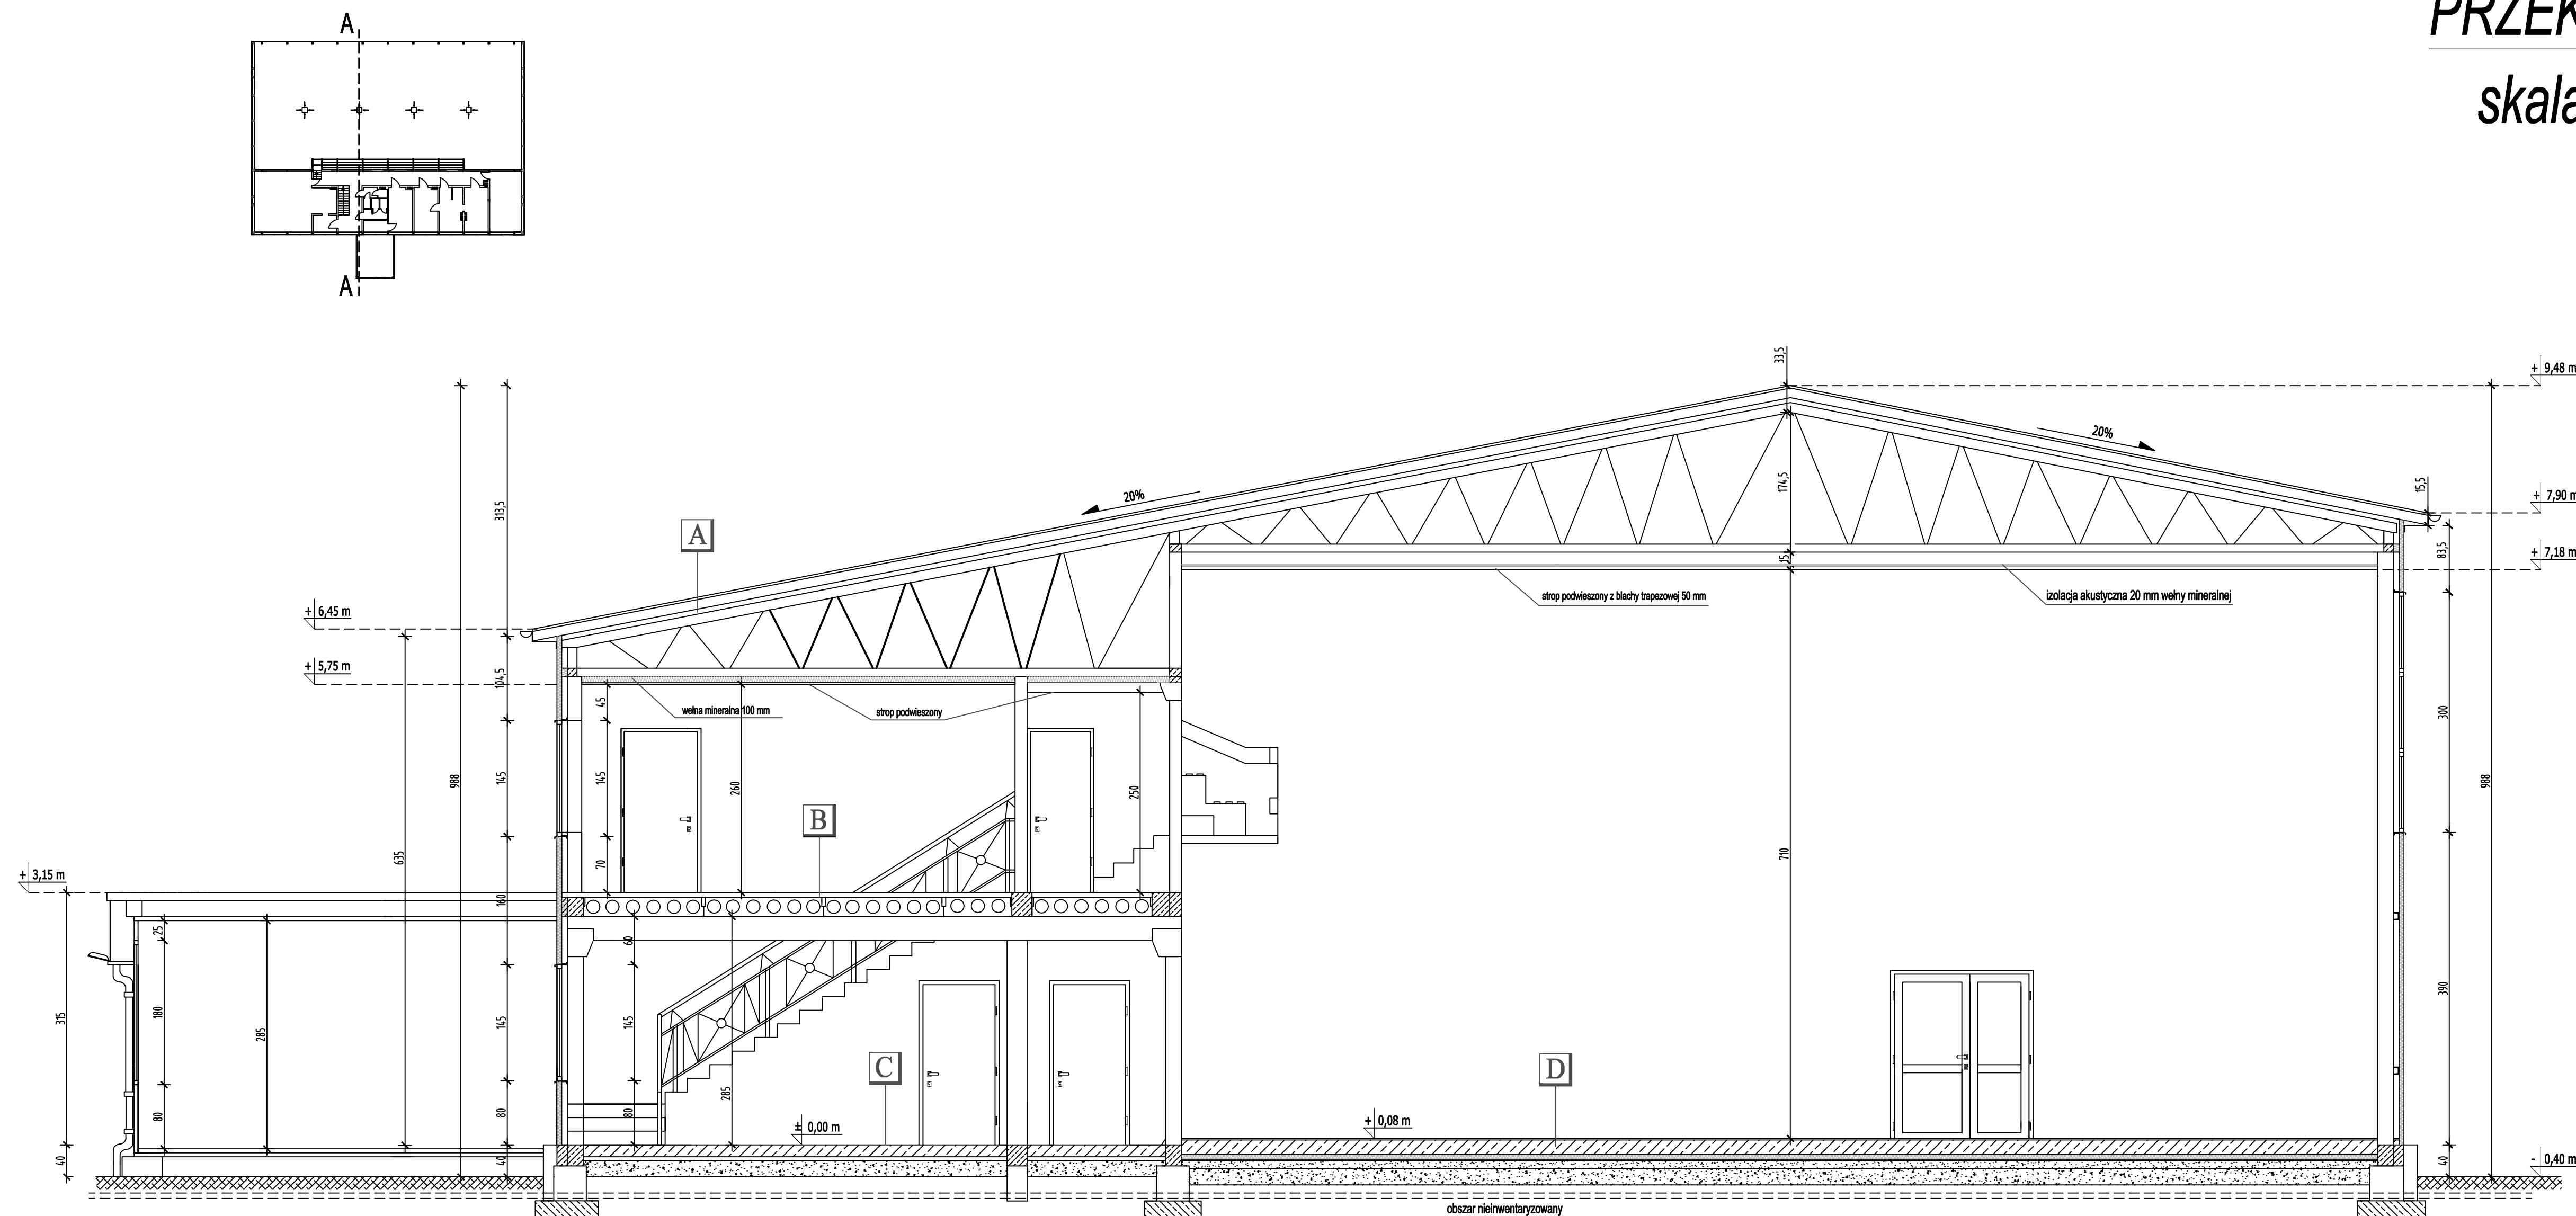 A
A
PRZEK
skala
33,5
+ 9,48 m
20%
15,5
+ 7,90 m
174,5
83,5
15
+ 7,18 m
20%
313,5
A
strop podwieszony z blachy trapezowej 50 mm
izolacja akustyczna 20 mm wełny mineralnej
+ 6,45 m
+ 5,75 m
104,5
45
wełna mineralna 100 mm
strop podwieszony
300
988
145
145
260
250
988
B
635
70
710
+ 3,15 m
160
25
60
180
285
315
145
145
285
390
C
D
80
80
80
± 0,00 m
+ 0,08 m
40
40
40
- 0,40 m
obszar nieinwentaryzowany